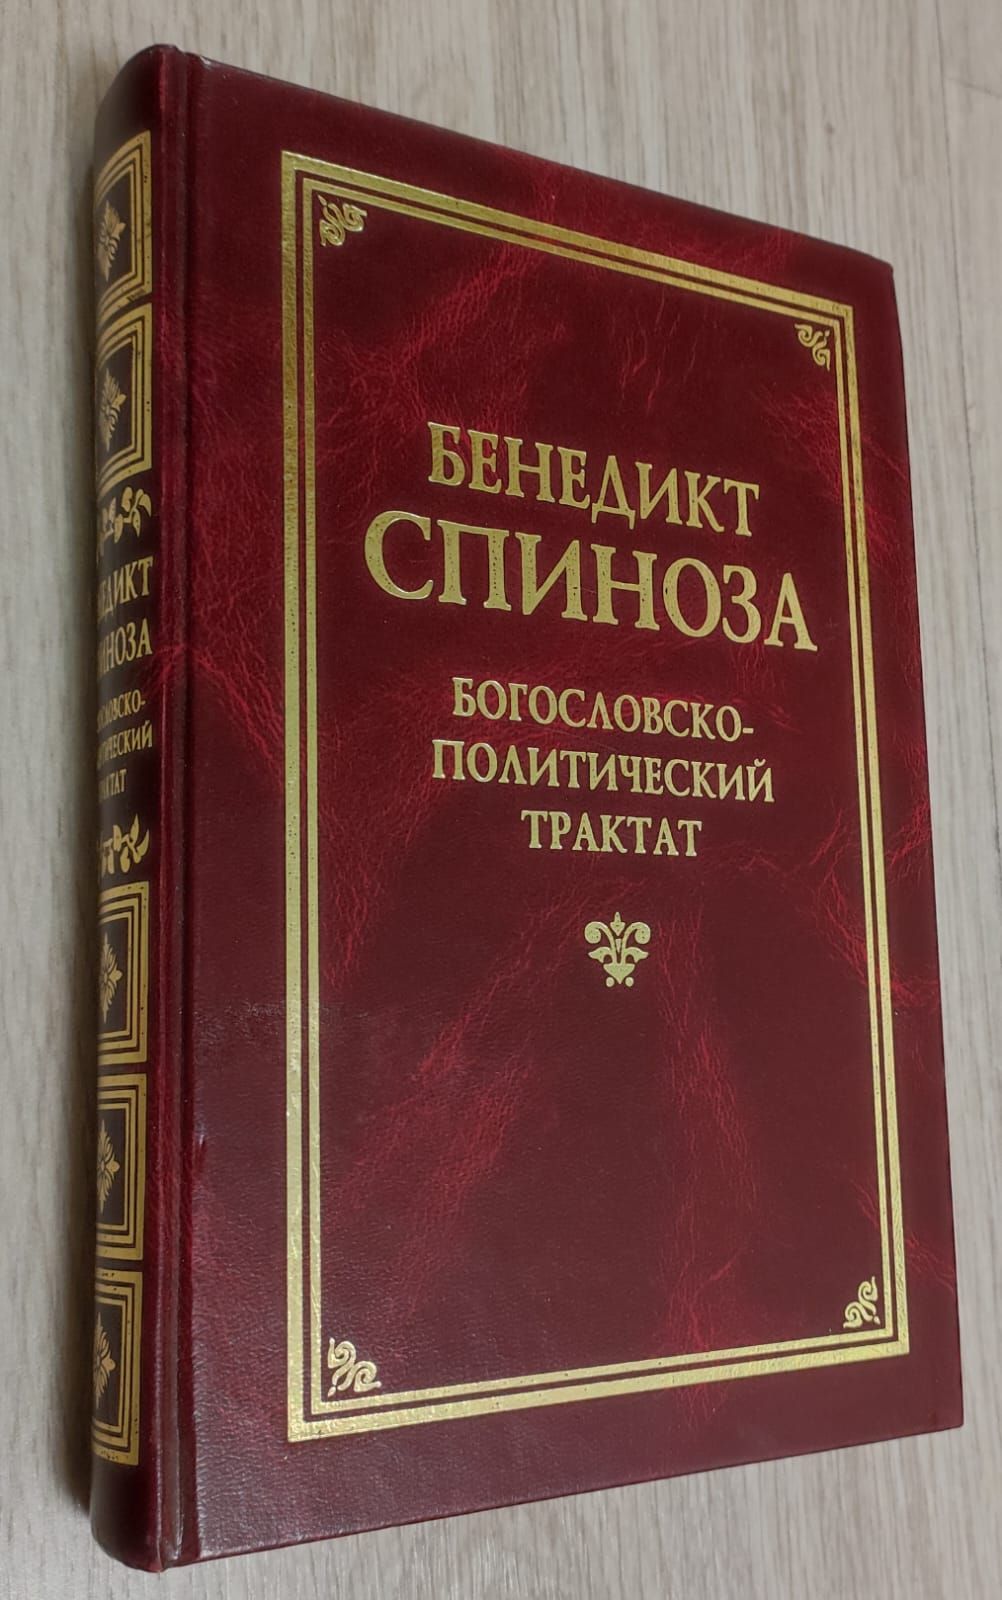 БЕНЕДИКТ
СПИНОЗА
БОГОСЛОВСКО-
ПОЛИТИЧЕСКИЙ
ТРАКТАТ